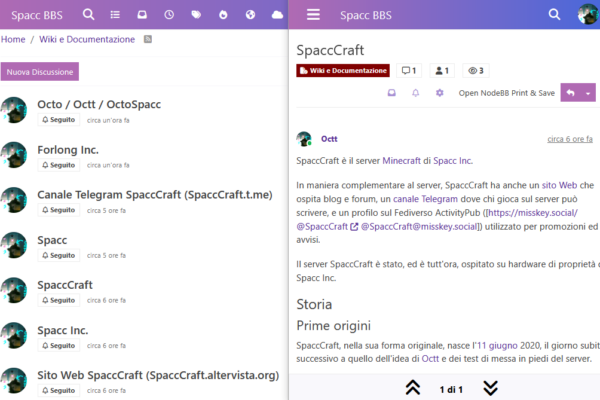 Spacc BBS
Home / Wiki e Documentazione
Nuova Discussione
Octo / Octt / OctoSpacc
Seguito circa un'ora fa
Forlong Inc.
Seguito circa un'ora fa
Canale Telegram SpaccCraft (SpaccCraft.t.me)
Seguito circa 5 ore fa
Spacc
Seguito circa 5 ore fa
SpaccCraft
Seguito circa 6 ore fa
Spacc Inc.
Seguito circa 6 ore fa
Sito Web SpaccCraft (SpaccCraft.altervista.org)
Seguito circa 6 ore fa
Spacc BBS
SpaccCraft
Wiki e Documentazione 1 1 3
Open NodeBB Print & Save
Octt circa 6 ore fa
SpaccCraft è il server Minecraft di Spacc Inc.
In maniera complementare al server, SpaccCraft ha anche un sito Web che
ospita blog e forum, un canale Telegram dove chi gioca sul server può
scrivere, e un profilo sul Fediverso ActivityPub ([https://misskey.social/
@SpaccCraft @SpaccCraft@misskey.social]) utilizzato per promozioni ed
avvisi.
Il server SpaccCraft è stato, ed è tutt'ora, ospitato su hardware di proprietà d
Spacc Inc.
Storia
Prime origini
SpaccCraft, nella sua forma originale, nasce l'11 giugno 2020, il giorno subit
successivo a quello dell'idea di Octt e dei test di messa in piedi del server.
1 di 1